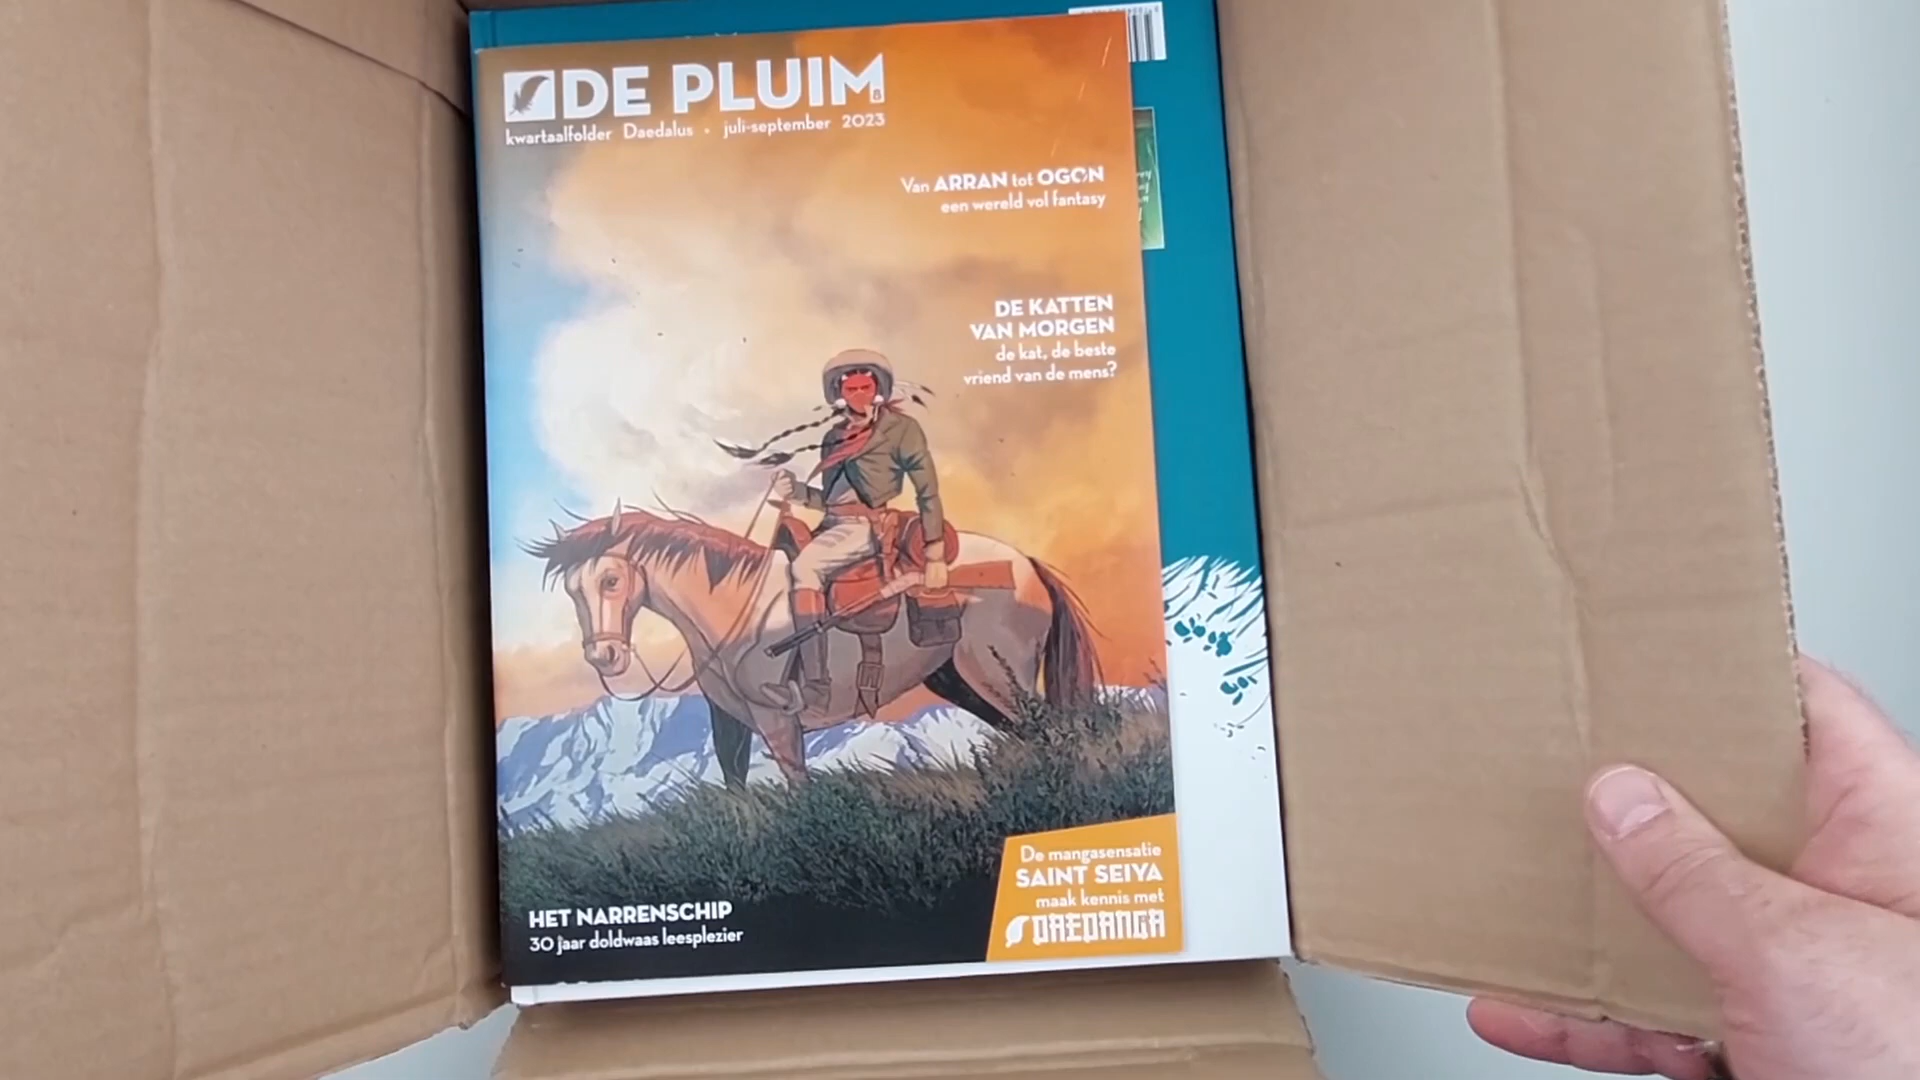 DE PLUIM
8
kwartaalfolder Daedalus • juli-september 2023
Van ARRAN tot OGON
een wereld vol fantasy
DE KATTEN
VAN MORGEN
de kat, de beste
vriend van de mens?
De mangasensatie
SAINT SEIYA
maak kennis met
DAEDANGA
HET NARRENSCHIP
30 jaar doldwaas leesplezier